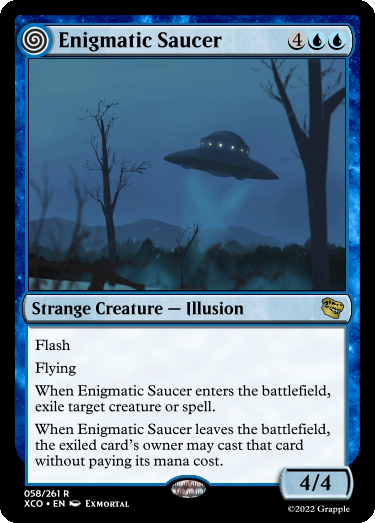 Enigmatic Saucer 4
Strange Creature — Illusion
Flash
Flying
When Enigmatic Saucer enters the battlefield,
exile target creature or spell.
When Enigmatic Saucer leaves the battlefield,
the exiled card's owner may cast that card
without paying its mana cost.
4/4
058/261 R
XCO • EN Exmortal
©2022 Grapple